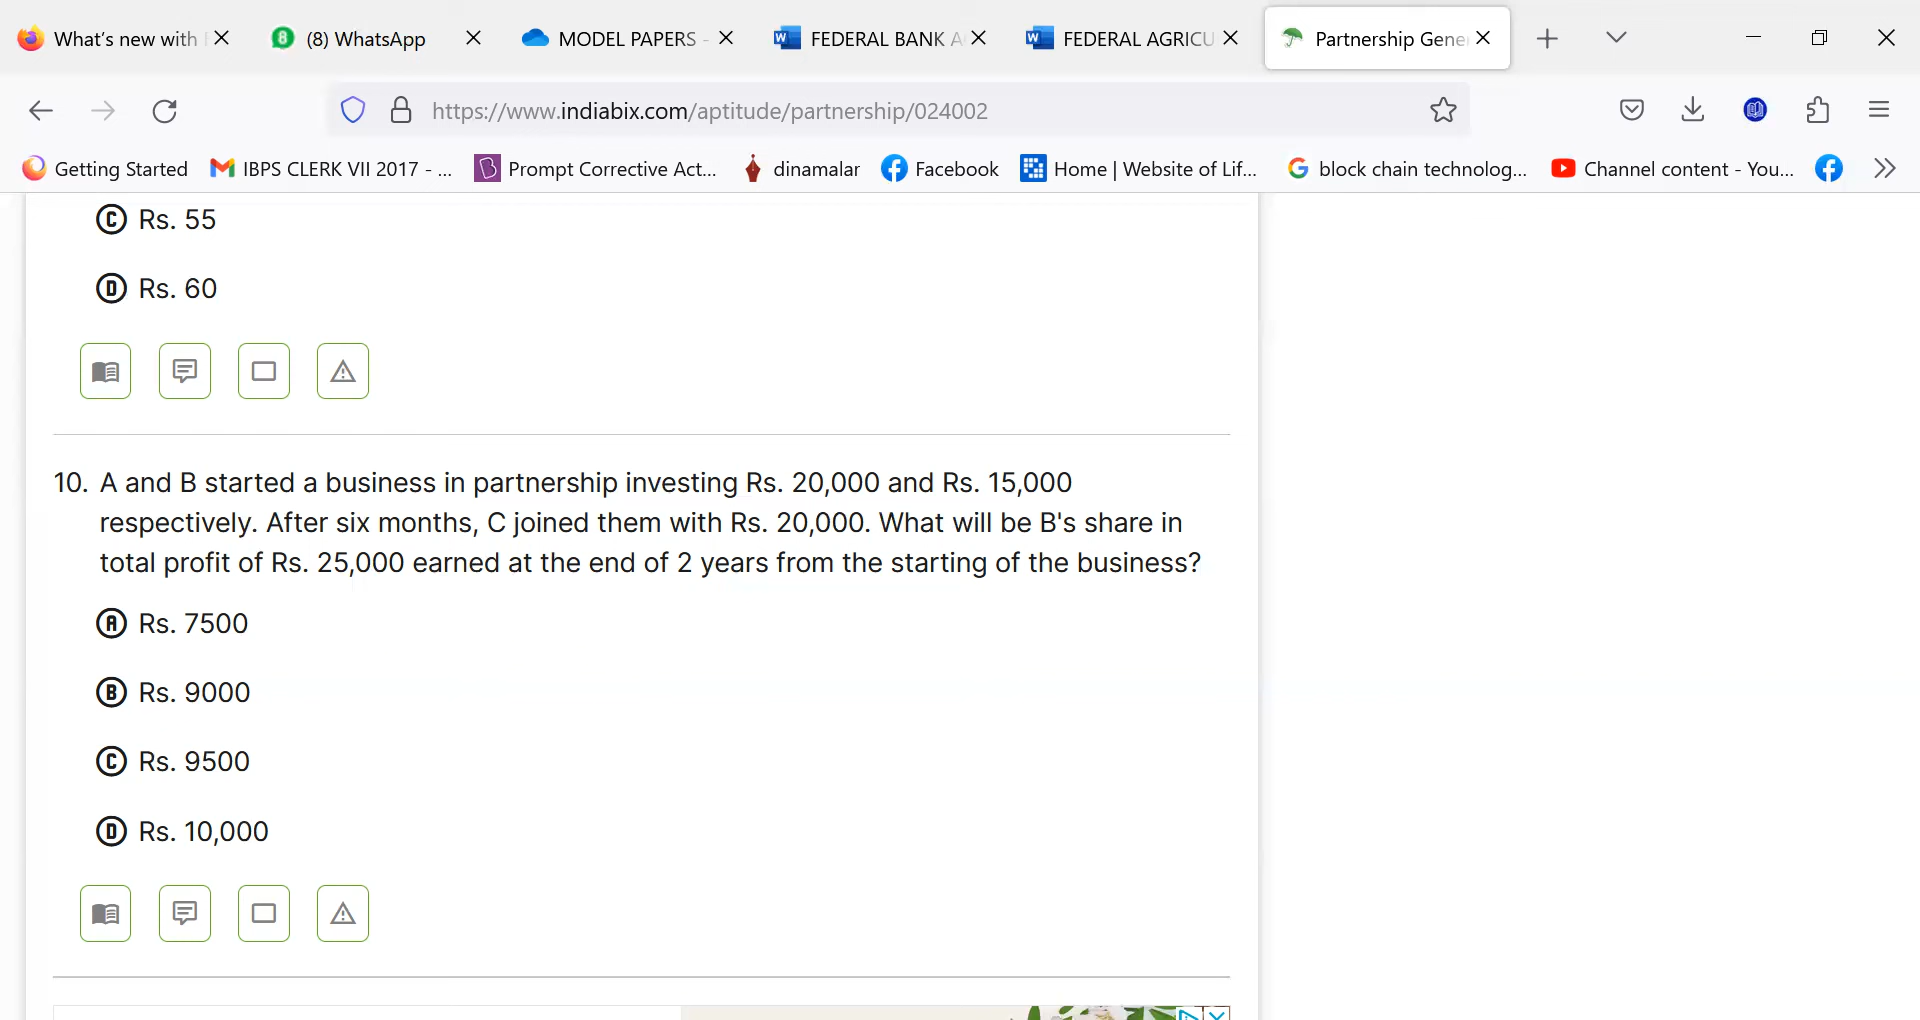 What's new with
(8) WhatsApp
MODEL PAPERS -
FEDERAL BANK A
FEDERAL AGRICU
Partnership Gene
https://www.indiabix.com/aptitude/partnership/024002
Getting Started
IBPS CLERK VII 2017 - ...
Prompt Corrective Act...
dinamalar
Facebook
Home | Website of Lif...
block chain technolog...
Channel content - You...
C Rs. 55
D Rs. 60
10. A and B started a business in partnership investing Rs. 20,000 and Rs. 15,000
respectively. After six months, C joined them with Rs. 20,000. What will be B's share in
total profit of Rs. 25,000 earned at the end of 2 years from the starting of the business?
A Rs. 7500
B Rs. 9000
C Rs. 9500
D Rs. 10,000